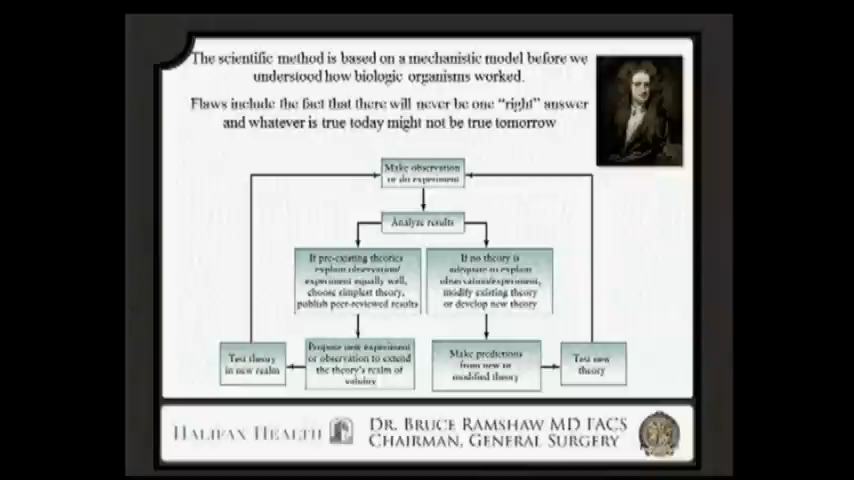 The scientific method is based on a mechanistic model before we
understood how biologic organisms worked.
Flaws include the fact that there will never be one "right" answer
and whatever is true today might not be true tomorrow
Make observation
or do experiment
Analyze results
If pre-existing theories
explain observation/
experiment equally well,
choose simplest theory,
publish peer-reviewed results
If no theory is
adequate to explain
observation/experiment,
modify existing theory
or develop new theory
Test theory
in new realm
Propose new experiment
or observation to extend
the theory's realm of
validity
Make predictions
from new or
modified theory
Test new
theory
HALIFAX HEALTH
DR. BRUCE RAMSHAW MD FACS
CHAIRMAN, GENERAL SURGERY